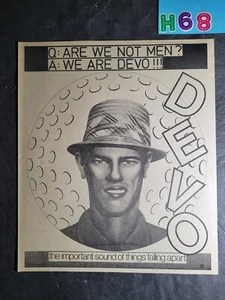 H68
Q: ARE WE NOT MEN?
A: WE ARE DEVO!!!
DEVO
the important sound of things falling apart